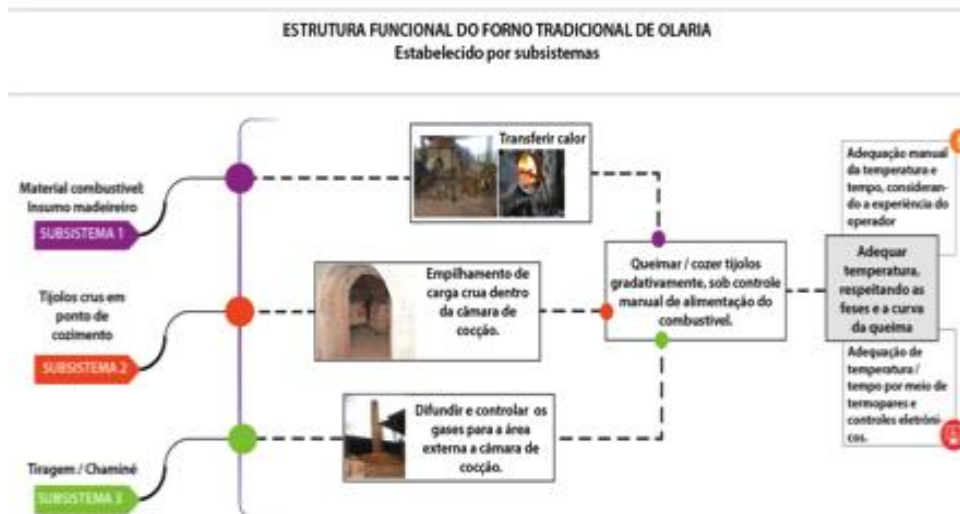 ESTRUTURA FUNCIONAL DO FORNO TRADICIONAL DE OLARIA
Estabelecido por subsistemas
Material combustível:
Insumo madeireiro
SUBSISTEMA 1
Transferir calor
Tijolos crus em
ponto de
cozimento
SUBSISTEMA 2
Empilhamento de
carga crua dentro
da câmara de
cocção.
Tiragem / Chaminé
SUBSISTEMA 3
Difundir e controlar os
gases para a área
externa a câmara de
cocção.
Queimar / cozer tijolos
gradativamente, sob controle
manual de alimentação do
combustível.
Adequação manual
da temperatura e
tempo, consideran-
do a experiência do
operador
Adequar
temperatura,
respeitando as
feses e a curva
da queima
Adequação de
temperatura /
tempo por meio de
termopares e
controles eletrôni-
cos.